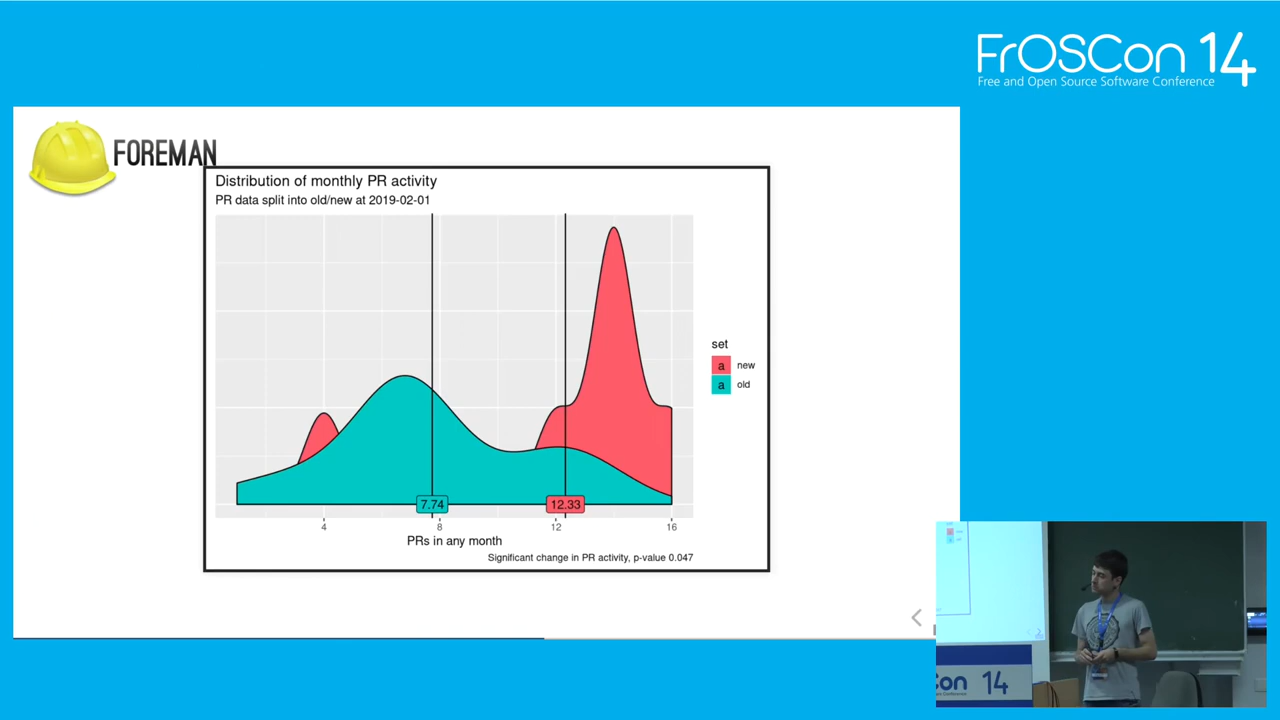 FrOSCon 14
Free and Open Source Software Conference
FOREMAN
Distribution of monthly PR activity
PR data split into old/new at 2019-02-01
set
a new
a old
7.74
12.33
4
8
12
16
PRs in any month
Significant change in PR activity, p-value 0.047
Con 14